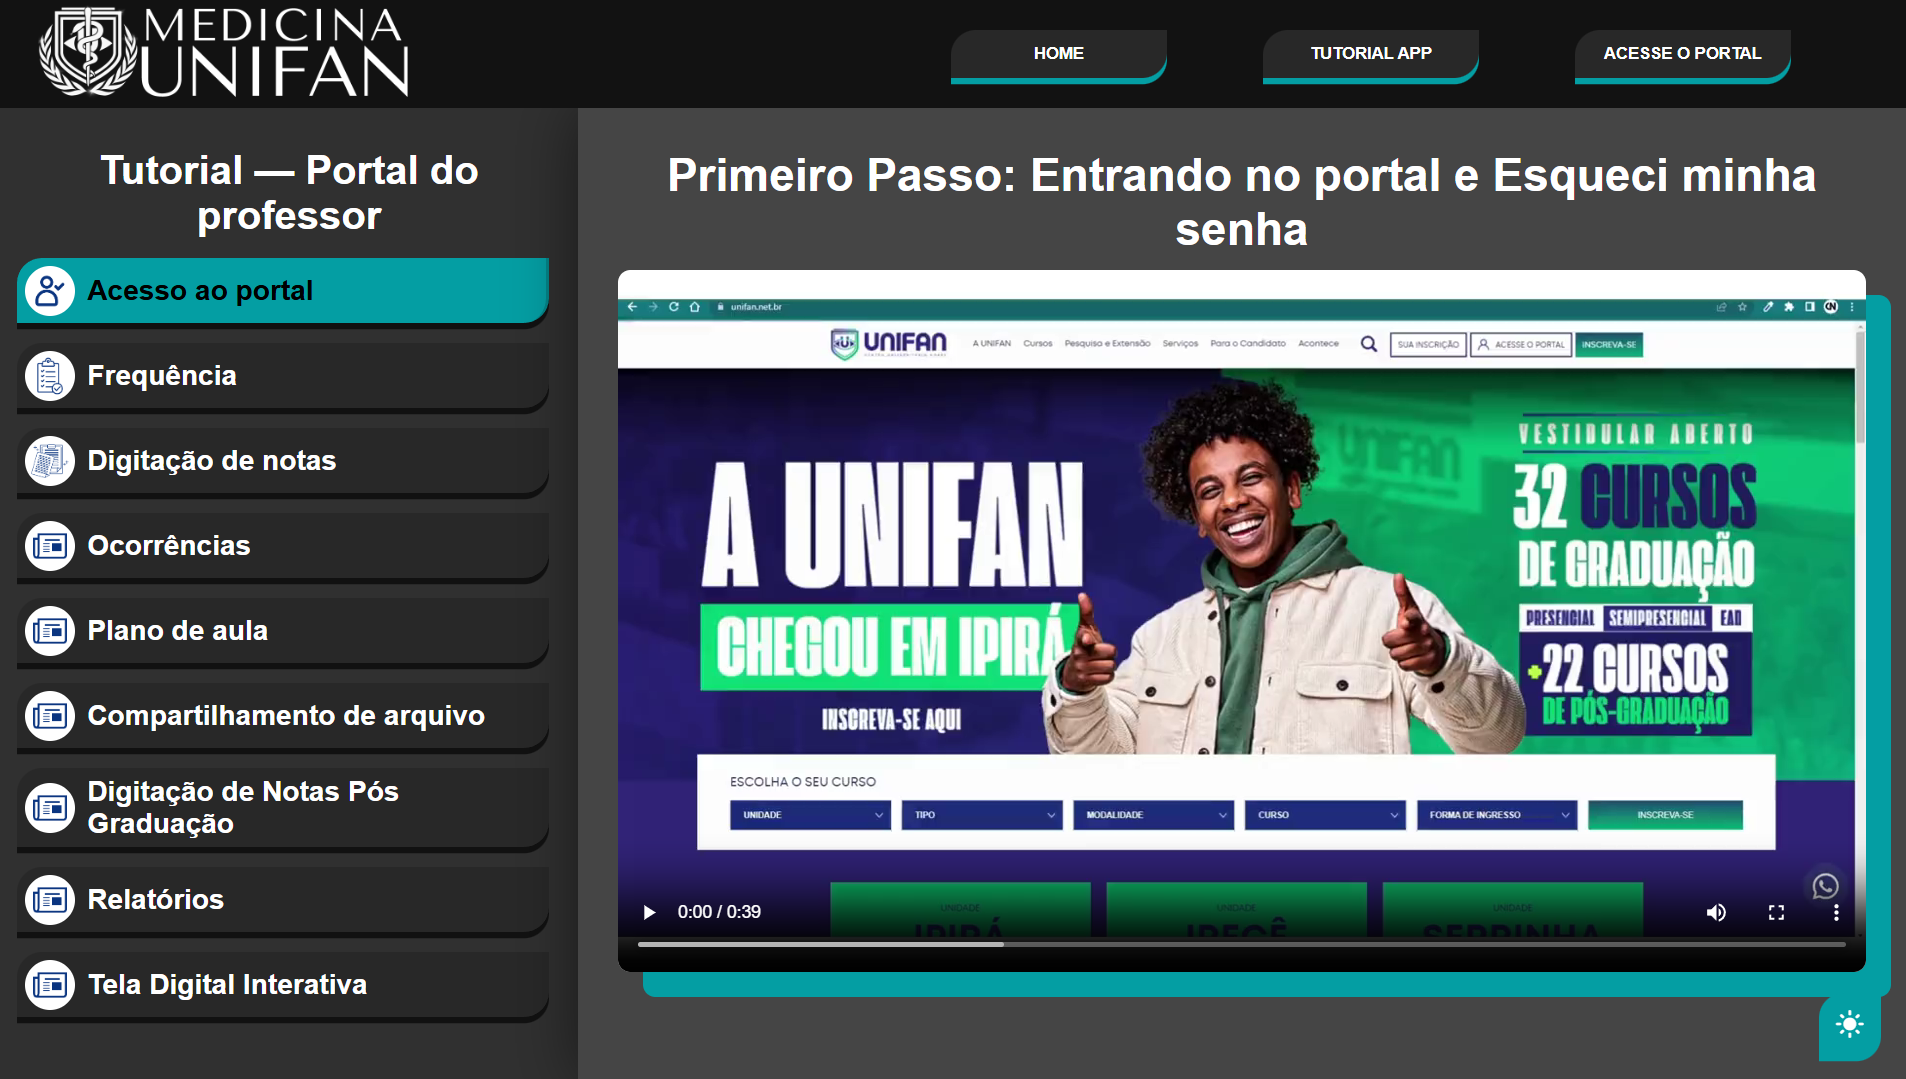 MEDICINA
UNIFAN
HOME
TUTORIAL APP
ACESSE O PORTAL
Tutorial — Portal do
professor
Acesso ao portal
Frequência
Digitação de notas
Ocorrências
Plano de aula
Compartilhamento de arquivo
Digitação de Notas Pós
Graduação
Relatórios
Tela Digital Interativa
Primeiro Passo: Entrando no portal e Esqueci minha
senha
unifan.net.br
UNIFAN
A UNIFAN Cursos Pesquisa e Extensão Serviços Para o Candidato Acontece
SUA INSCRIÇÃO
ACESSE O PORTAL
INSCREVA-SE
A UNIFAN
CHEGOU EM IPIRÁ
INSCREVA-SE AQUI
UNIFAN
VESTIBULAR ABERTO
32 CURSOS
DE GRADUAÇÃO
PRESENCIAL SEMIPRESENCIAL EAD
+22 CURSOS
DE PÓS-GRADUAÇÃO
ESCOLHA O SEU CURSO
UNIDADE
TIPO
MODALIDADE
CURSO
FORMA DE INGRESSO
INSCREVA-SE
UNIDADE
IPIRÁ
UNIDADE
IRECÊ
UNIDADE
SERRINHA
0:00 / 0:39